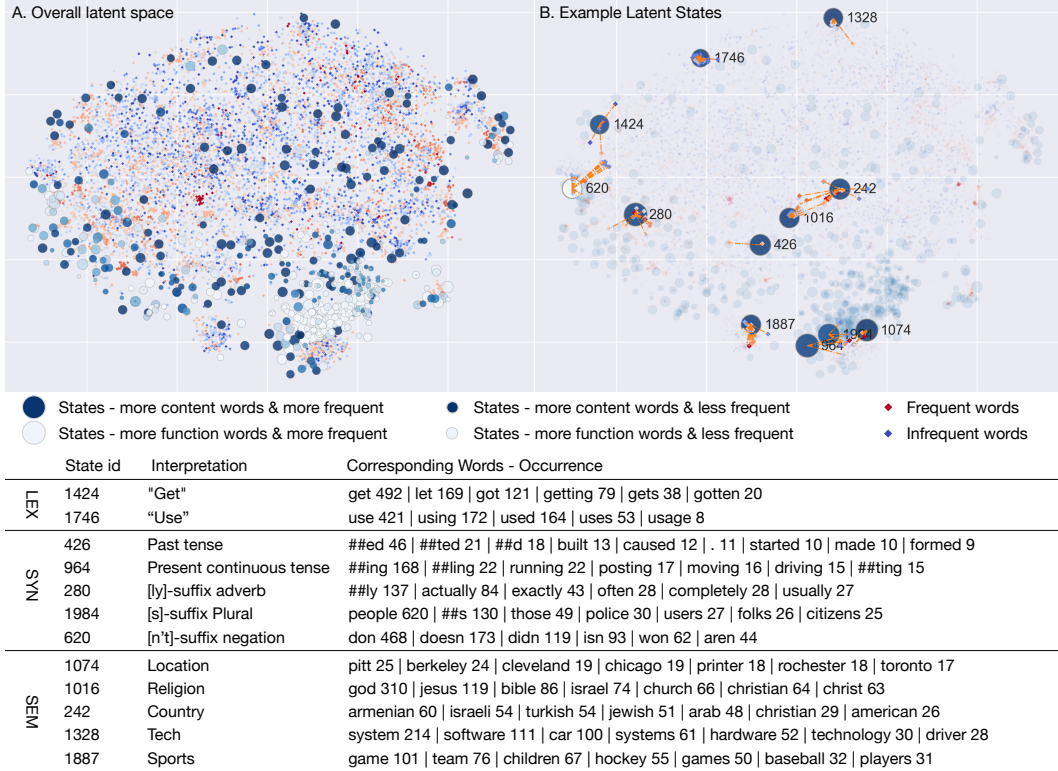 A. Overall latent space
B. Example Latent States
1328
1746
1424
620
242
280
1016
426
1887
1984
1074
964
States - more content words & more frequent
States - more content words & less frequent
Frequent words
States - more function words & more frequent
States - more function words & less frequent
Infrequent words
State id Interpretation Corresponding Words - Occurrence
LEX
1424 "Get" get 492 | let 169 | got 121 | getting 79 | gets 38 | gotten 20
1746 “Use” use 421 | using 172 | used 164 | uses 53 | usage 8
SYN
426 Past tense ##ed 46 | ##ted 21 | ##d 18 | built 13 | caused 12 | . 11 | started 10 | made 10 | formed 9
964 Present continuous tense ##ing 168 | ##ling 22 | running 22 | posting 17 | moving 16 | driving 15 | ##ting 15
280 [ly]-suffix adverb ##ly 137 | actually 84 | exactly 43 | often 28 | completely 28 | usually 27
1984 [s]-suffix Plural people 620 | ##s 130 | those 49 | police 30 | users 27 | folks 26 | citizens 25
620 [n't]-suffix negation don 468 | doesn 173 | didn 119 | isn 93 | won 62 | aren 44
SEM
1074 Location pitt 25 | berkeley 24 | cleveland 19 | chicago 19 | printer 18 | rochester 18 | toronto 17
1016 Religion god 310 | jesus 119 | bible 86 | israel 74 | church 66 | christian 64 | christ 63
242 Country armenian 60 | israeli 54 | turkish 54 | jewish 51 | arab 48 | christian 29 | american 26
1328 Tech system 214 | software 111 | car 100 | systems 61 | hardware 52 | technology 30 | driver 28
1887 Sports game 101 | team 76 | children 67 | hockey 55 | games 50 | baseball 32 | players 31